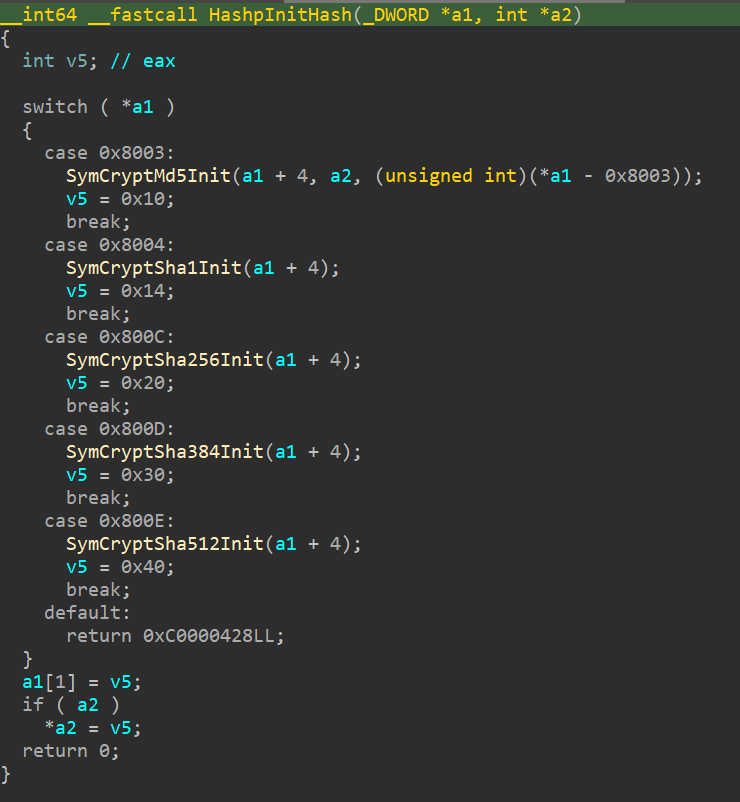 __int64 __fastcall HashpInitHash(_DWORD *a1, int *a2)
{
  int v5; // eax

  switch ( *a1 )
  {
    case 0x8003:
      SymCryptMd5Init(a1 + 4, a2, (unsigned int)(*a1 - 0x8003));
      v5 = 0x10;
      break;
    case 0x8004:
      SymCryptSha1Init(a1 + 4);
      v5 = 0x14;
      break;
    case 0x800C:
      SymCryptSha256Init(a1 + 4);
      v5 = 0x20;
      break;
    case 0x800D:
      SymCryptSha384Init(a1 + 4);
      v5 = 0x30;
      break;
    case 0x800E:
      SymCryptSha512Init(a1 + 4);
      v5 = 0x40;
      break;
    default:
      return 0xC0000428LL;
  }
  a1[1] = v5;
  if ( a2 )
    *a2 = v5;
  return 0;
}